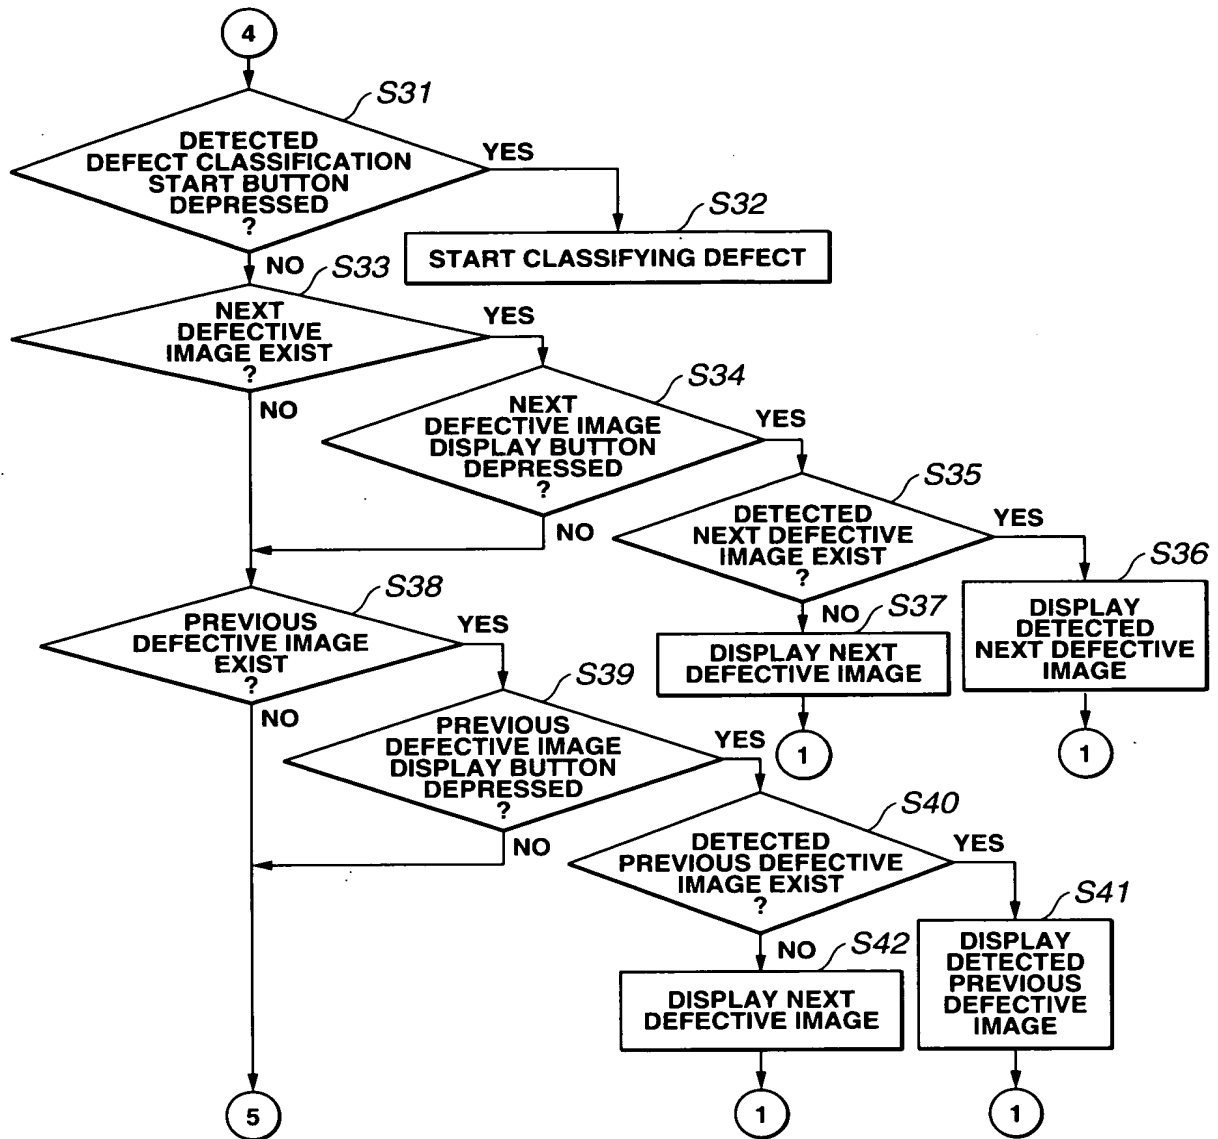 4
S31
DETECTED
DEFECT CLASSIFICATION
START BUTTON
DEPRESSED
?
YES
S32
START CLASSIFYING DEFECT
NO
S33
NEXT
DEFECTIVE
IMAGE EXIST
?
YES
NO
S34
NEXT
DEFECTIVE IMAGE
DISPLAY BUTTON
DEPRESSED
?
YES
NO
S35
DETECTED
NEXT DEFECTIVE
IMAGE EXIST
?
YES
S36
DISPLAY
DETECTED
NEXT DEFECTIVE
IMAGE
1
NO
S37
DISPLAY NEXT
DEFECTIVE IMAGE
1
S38
PREVIOUS
DEFECTIVE IMAGE
EXIST
?
YES
NO
S39
PREVIOUS
DEFECTIVE IMAGE
DISPLAY BUTTON
DEPRESSED
?
YES
NO
S40
DETECTED
PREVIOUS DEFECTIVE
IMAGE EXIST
?
YES
S41
DISPLAY
DETECTED
PREVIOUS
DEFECTIVE
IMAGE
1
NO
S42
DISPLAY NEXT
DEFECTIVE IMAGE
1
5